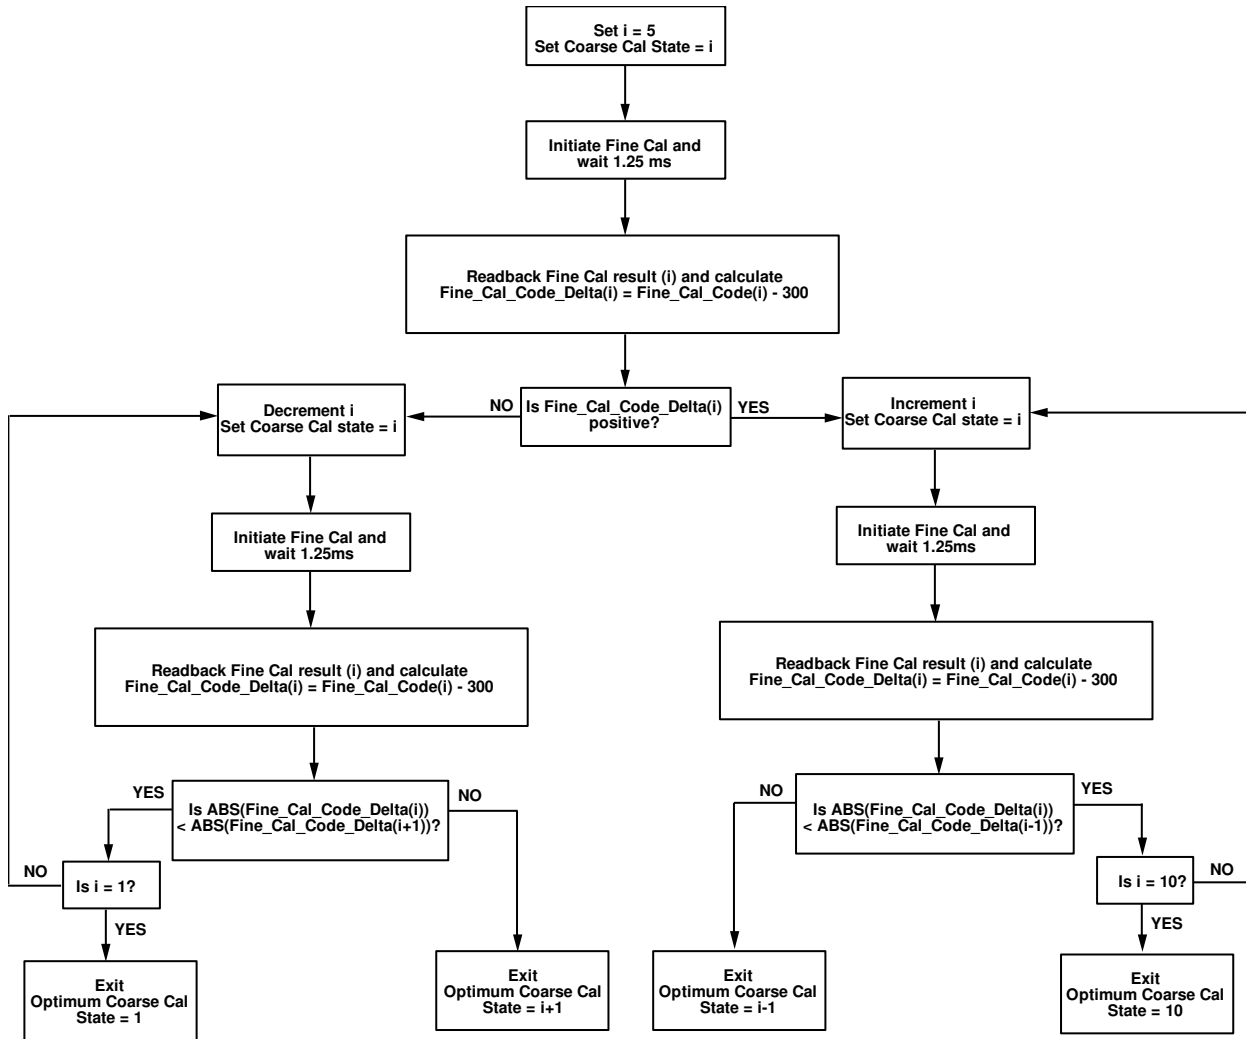 Set i = 5
Set Coarse Cal State = i
Initiate Fine Cal and
wait 1.25 ms
Readback Fine Cal result (i) and calculate
Fine_Cal_Code_Delta(i) = Fine_Cal_Code(i) - 300
NO
Is Fine_Cal_Code_Delta(i)
positive?
YES
Decrement i
Set Coarse Cal state = i
Increment i
Set Coarse Cal state = i
Initiate Fine Cal and
wait 1.25ms
Initiate Fine Cal and
wait 1.25ms
Readback Fine Cal result (i) and calculate
Fine_Cal_Code_Delta(i) = Fine_Cal_Code(i) - 300
Readback Fine Cal result (i) and calculate
Fine_Cal_Code_Delta(i) = Fine_Cal_Code(i) - 300
YES
Is ABS(Fine_Cal_Code_Delta(i))
< ABS(Fine_Cal_Code_Delta(i+1))?
NO
NO
Is ABS(Fine_Cal_Code_Delta(i))
< ABS(Fine_Cal_Code_Delta(i-1))?
YES
NO
Is i = 1?
YES
Is i = 10?
NO
YES
Exit
Optimum Coarse Cal
State = 1
Exit
Optimum Coarse Cal
State = i+1
Exit
Optimum Coarse Cal
State = i-1
Exit
Optimum Coarse Cal
State = 10